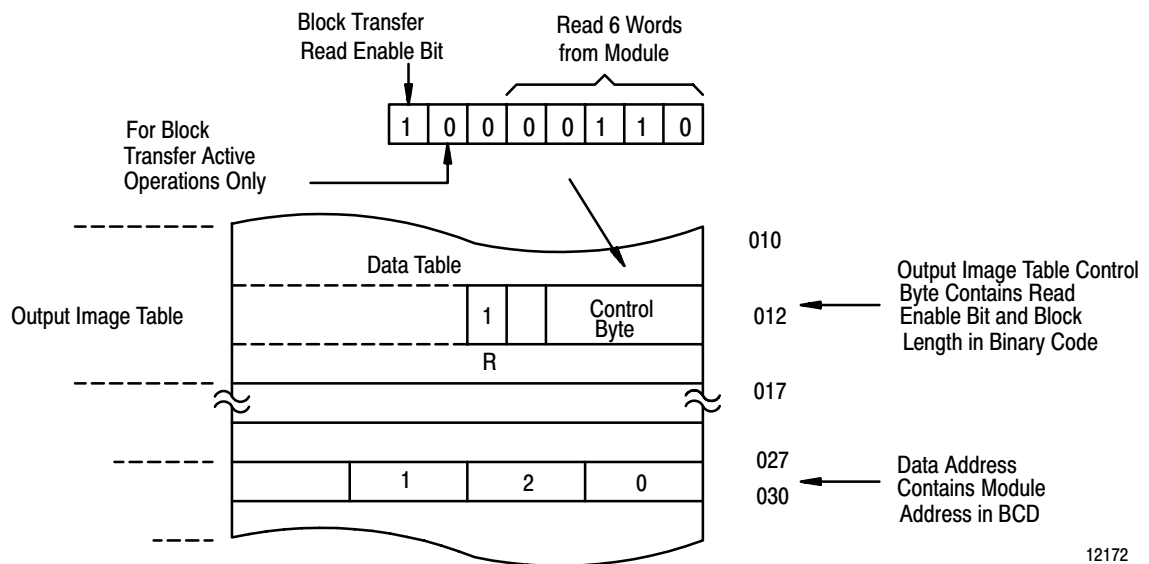 Block Transfer
Read Enable Bit
Read 6 Words
from Module
1 0 0 0 0 1 1 0
For Block
Transfer Active
Operations Only
010
Data Table
Output Image Table
1
Control
Byte
012
Output Image Table Control
Byte Contains Read
Enable Bit and Block
Length in Binary Code
R
017
027
1 2 0
030
Data Address
Contains Module
Address in BCD
12172